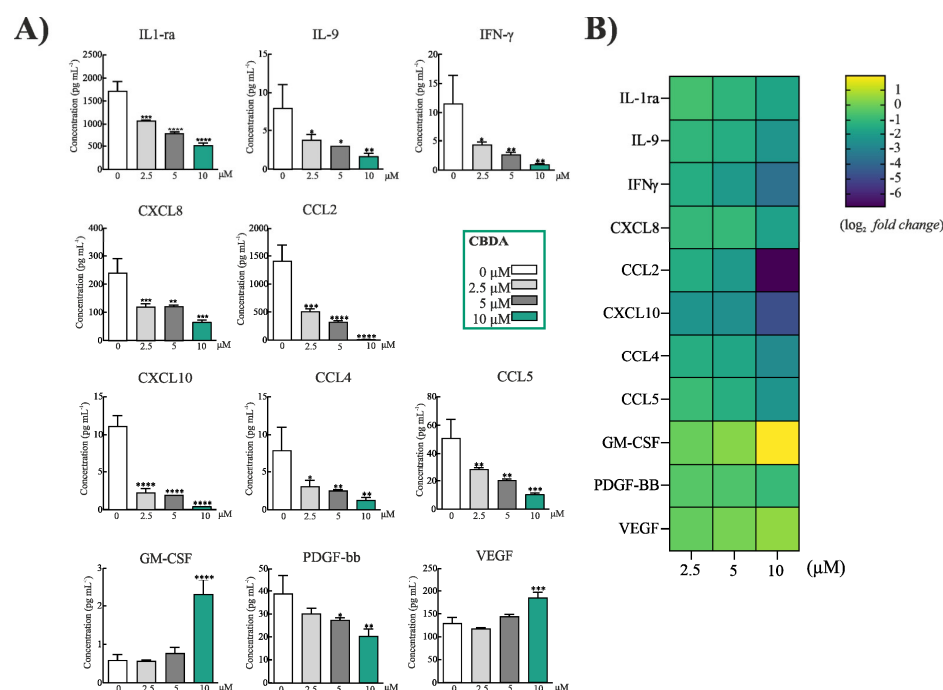 A)
B)
IL1-ra
Concentration (pg mL⁻¹)
2500
2000
1500
1000
500
0
***
****
****
0 2.5 5 10 μM
IL-9
Concentration (pg mL⁻¹)
15
10
5
0
*
*
**
0 2.5 5 10
IFN-γ
Concentration (pg mL⁻¹)
20
15
10
5
0
*
**
**
0 2.5 5 10 μM
CXCL8
Concentration (pg mL⁻¹)
400
300
200
100
0
***
**
***
0 2.5 5 10 μM
CCL2
Concentration (pg mL⁻¹)
2000
1500
1000
500
0
***
****
****
0 2.5 5 10 μM
CBDA
0 μM
2.5 μM
5 μM
10 μM
CXCL10
Concentration (pg mL⁻¹)
15
10
5
0
****
****
****
0 2.5 5 10 μM
CCL4
Concentration (pg mL⁻¹)
15
10
5
0
*
**
**
0 2.5 5 10 μM
CCL5
Concentration (pg mL⁻¹)
80
60
40
20
0
**
**
***
0 2.5 5 10 μM
GM-CSF
Concentration (pg mL⁻¹)
3
2
1
0
****
0 2.5 5 10 μM
PDGF-bb
Concentration (pg mL⁻¹)
50
40
30
20
10
0
*
**
0 2.5 5 10 μM
VEGF
Concentration (pg mL⁻¹)
250
200
150
100
50
0
***
0 2.5 5 10 μM
IL-1ra
IL-9
IFNγ
CXCL8
CCL2
CXCL10
CCL4
CCL5
GM-CSF
PDGF-BB
VEGF
2.5 5 10 (μM)
1
0
-1
-2
-3
-4
-5
-6
(log₂ fold change)